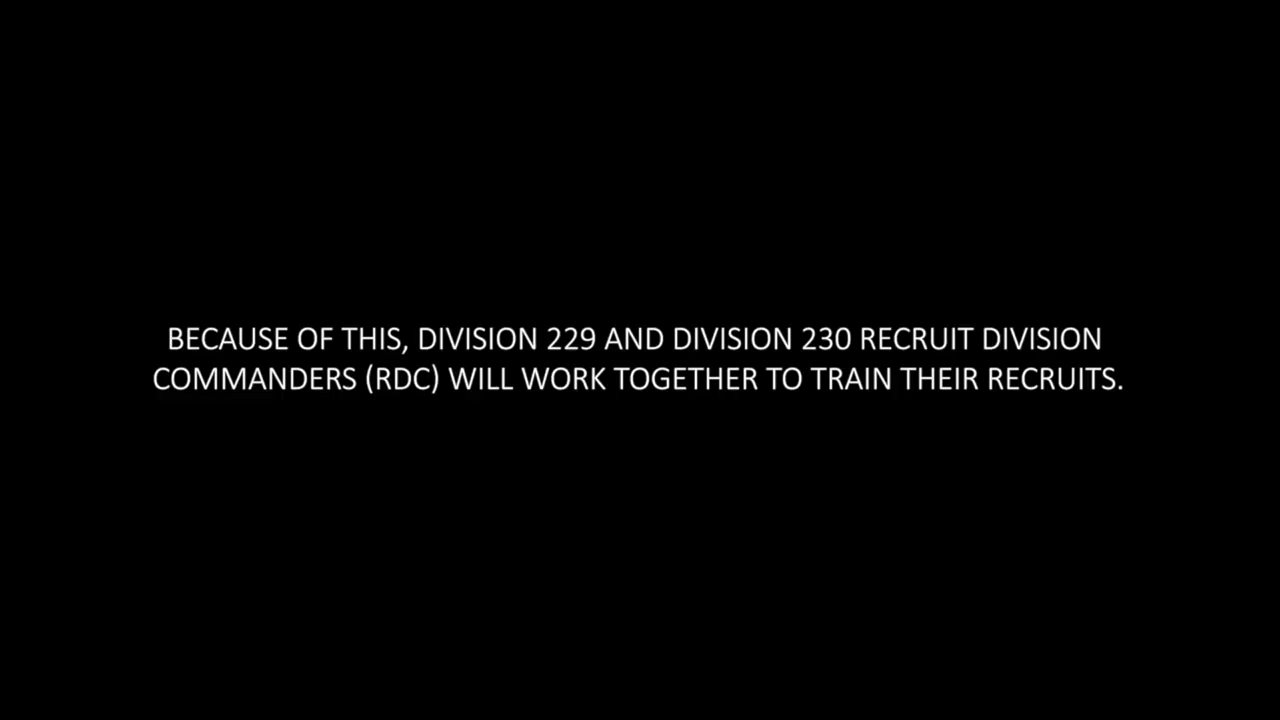 BECAUSE OF THIS, DIVISION 229 AND DIVISION 230 RECRUIT DIVISION
COMMANDERS (RDC) WILL WORK TOGETHER TO TRAIN THEIR RECRUITS.